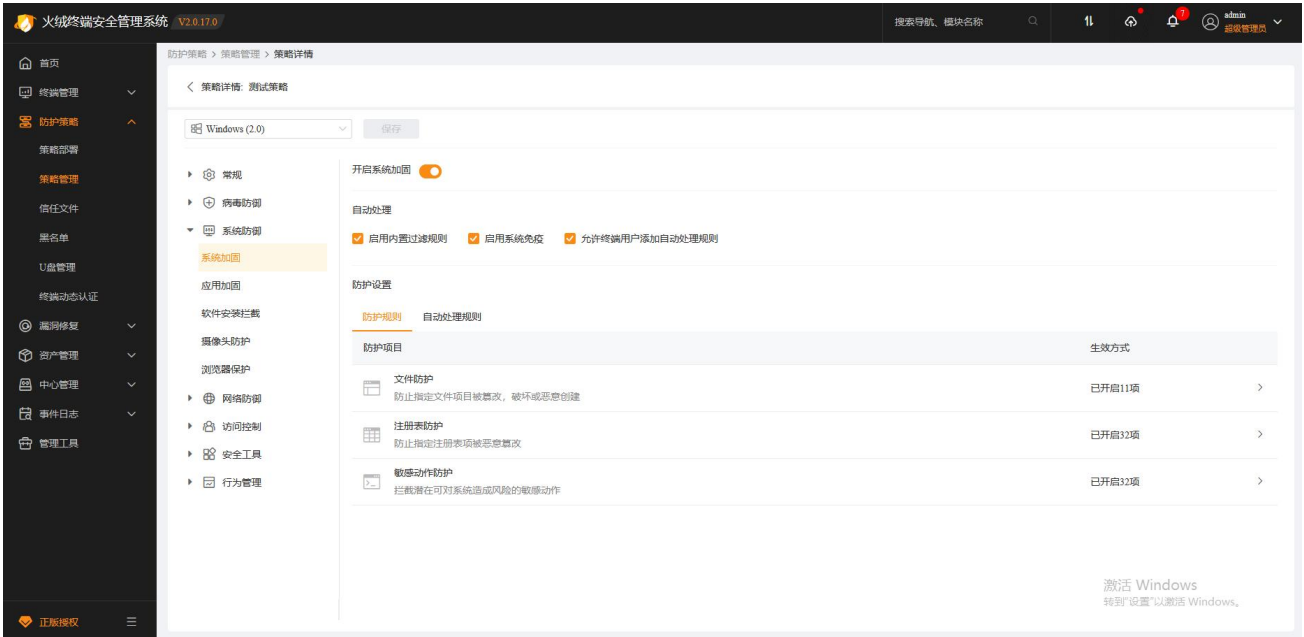 火绒终端安全管理系统 V2.0.17.0
搜索导航、模块名称
7
admin
超级管理员
首页
终端管理
防护策略
策略部署
策略管理
信任文件
黑名单
U盘管理
终端动态认证
漏洞修复
资产管理
中心管理
事件日志
管理工具
正版授权
防护策略 > 策略管理 > 策略详情
策略详情: 测试策略
Windows (2.0)
保存
常规
病毒防御
系统防御
系统加固
应用加固
软件安装拦截
摄像头防护
浏览器保护
网络防御
访问控制
安全工具
行为管理
开启系统加固
自动处理
启用内置过滤规则 启用系统免疫 允许终端用户添加自动处理规则
防护设置
防护规则 自动处理规则
防护项目 生效方式
文件防护
防止指定文件项目被篡改，破坏或恶意创建
已开启11项
注册表防护
防止指定注册表项被恶意篡改
已开启32项
敏感动作防护
拦截潜在可对系统造成风险的敏感动作
已开启32项
激活 Windows
转到"设置"以激活 Windows。